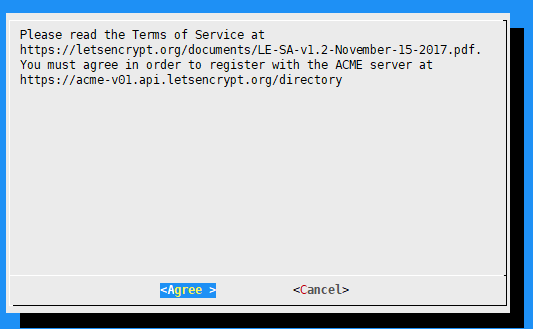 Please read the Terms of Service at
https://letsencrypt.org/documents/LE-SA-v1.2-November-15-2017.pdf.
You must agree in order to register with the ACME server at
https://acme-v01.api.letsencrypt.org/directory
<Agree > <Cancel>